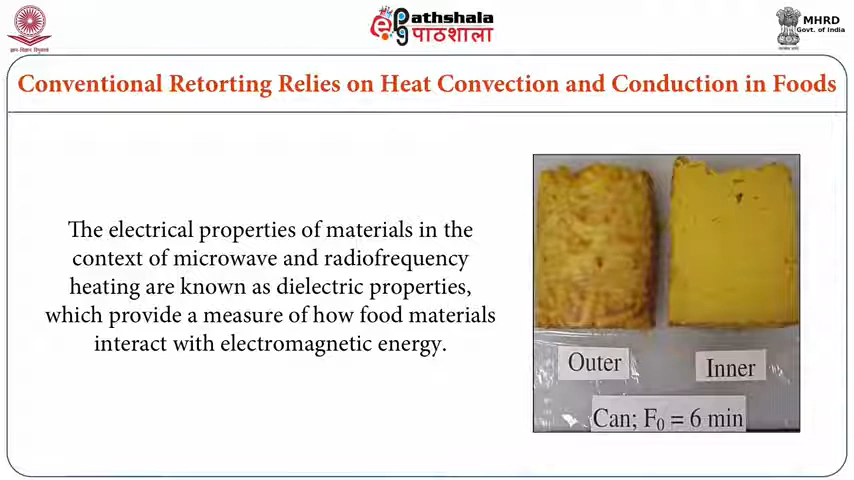 ePathshala
पाठशाला
MHRD
Govt. of India
Conventional Retorting Relies on Heat Convection and Conduction in Foods
The electrical properties of materials in the
context of microwave and radiofrequency
heating are known as dielectric properties,
which provide a measure of how food materials
interact with electromagnetic energy.
Outer
Inner
Can; F₀ = 6 min